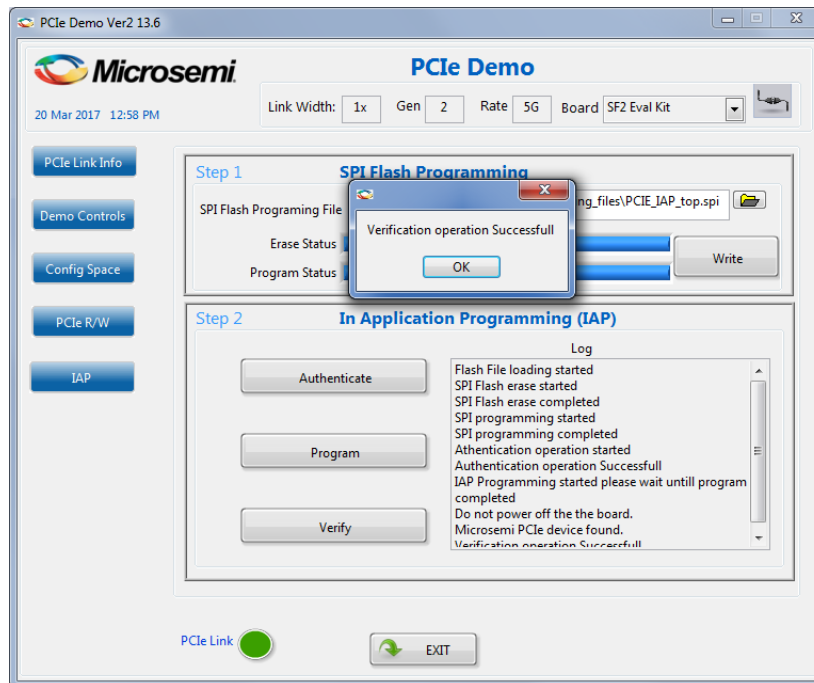 PCIe Demo Ver2 13.6
Microsemi.
PCIe Demo
20 Mar 2017 12:58 PM
Link Width: 1x Gen 2 Rate 5G Board SF2 Eval Kit
PCIe Link Info
Demo Controls
Config Space
PCIe R/W
IAP
Step 1 SPI Flash Programming
SPI Flash Programing File ng_files\PCIE_IAP_top.spi
Erase Status
Program Status
Write
Verification operation Successfull
OK
Step 2 In Application Programming (IAP)
Authenticate
Program
Verify
Log
Flash File loading started
SPI Flash erase started
SPI Flash erase completed
SPI programming started
SPI programming completed
Athentication operation started
Authentication operation Successfull
IAP Programming started please wait untill program
completed
Do not power off the the board.
Microsemi PCIe device found.
Verification operation Successfull
PCIe Link
EXIT